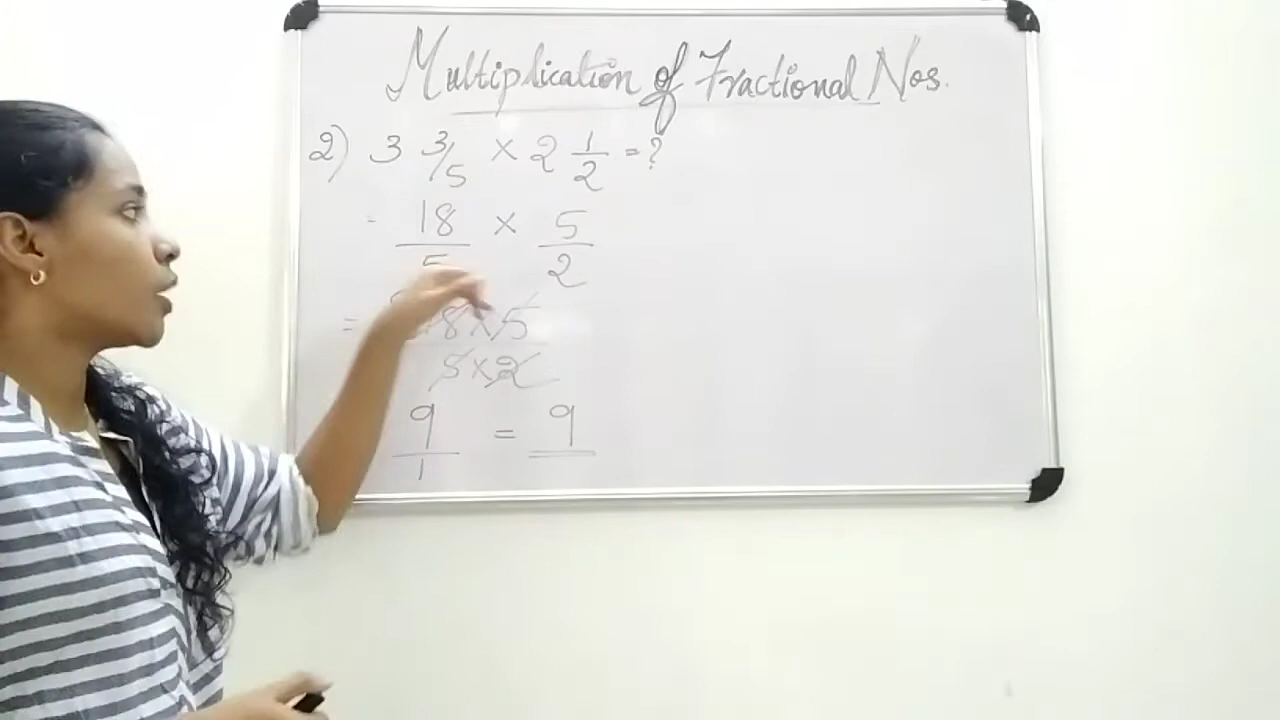 Multiplication of Fractional Nos.
2) 3 3/5 × 2 1/2 = ?
= 18/5 × 5/2
= 18×5
5×2
9/1 = 9